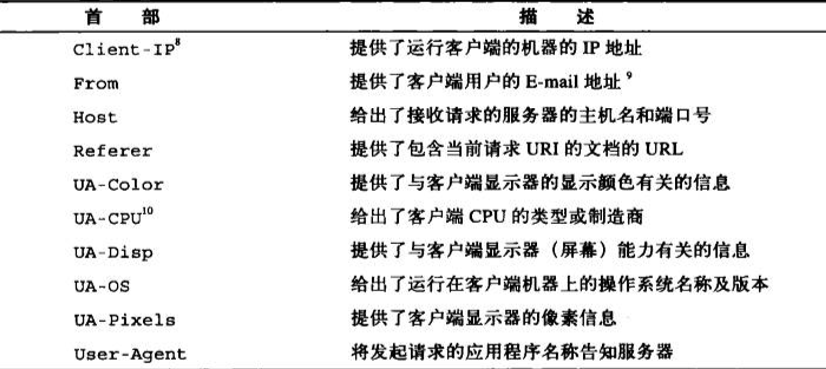 首 部 描 述
Client-IP⁸ 提供了运行客户端的机器的 IP 地址
From 提供了客户端用户的 E-mail 地址⁹
Host 给出了接收请求的服务器的主机名和端口号
Referer 提供了包含当前请求 URI 的文档的 URL
UA-Color 提供了与客户端显示器的显示颜色有关的信息
UA-CPU¹⁰ 给出了客户端 CPU 的类型或制造商
UA-Disp 提供了与客户端显示器（屏幕）能力有关的信息
UA-OS 给出了运行在客户端机器上的操作系统名称及版本
UA-Pixels 提供了客户端显示器的像素信息
User-Agent 将发起请求的应用程序名称告知服务器